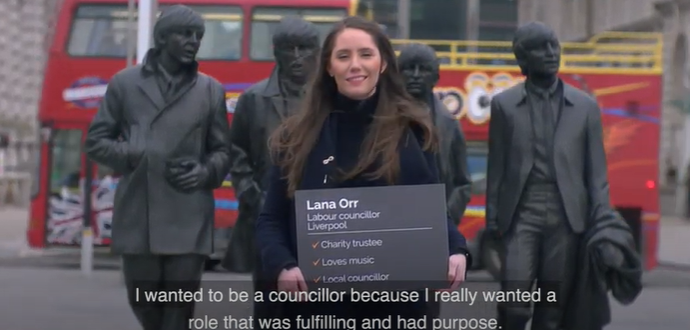 Lana Orr
Labour councillor
Liverpool
✓ Charity trustee
✓ Loves music
✓ Local councillor
I wanted to be a councillor because I really wanted a
role that was fulfilling and had purpose.